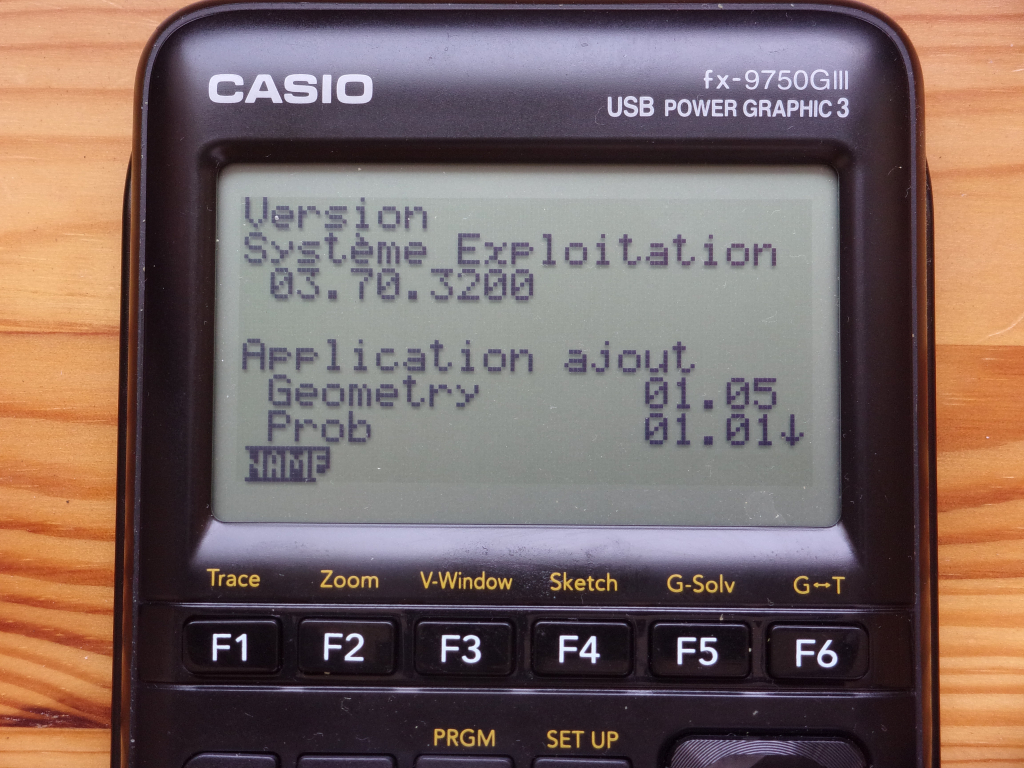 CASIO
fx-9750GIII
USB POWER GRAPHIC 3
Version
Système Exploitation
03.70.3200
Application ajout
Geometry 01.05
Prob 01.01↓
NAME
Trace Zoom V-Window Sketch G-Solv G↔T
F1 F2 F3 F4 F5 F6
PRGM SET UP